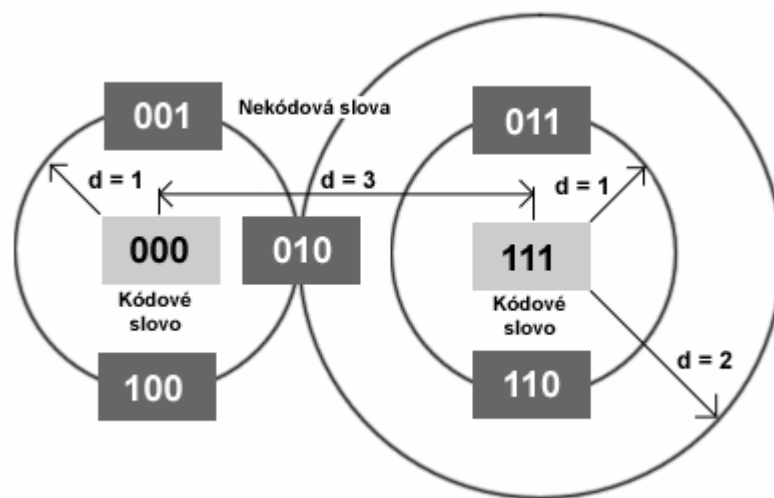 001
Nekódová slova
011
d = 1
d = 3
d = 1
000
010
111
Kódové
slovo
Kódové
slovo
d = 2
100
110